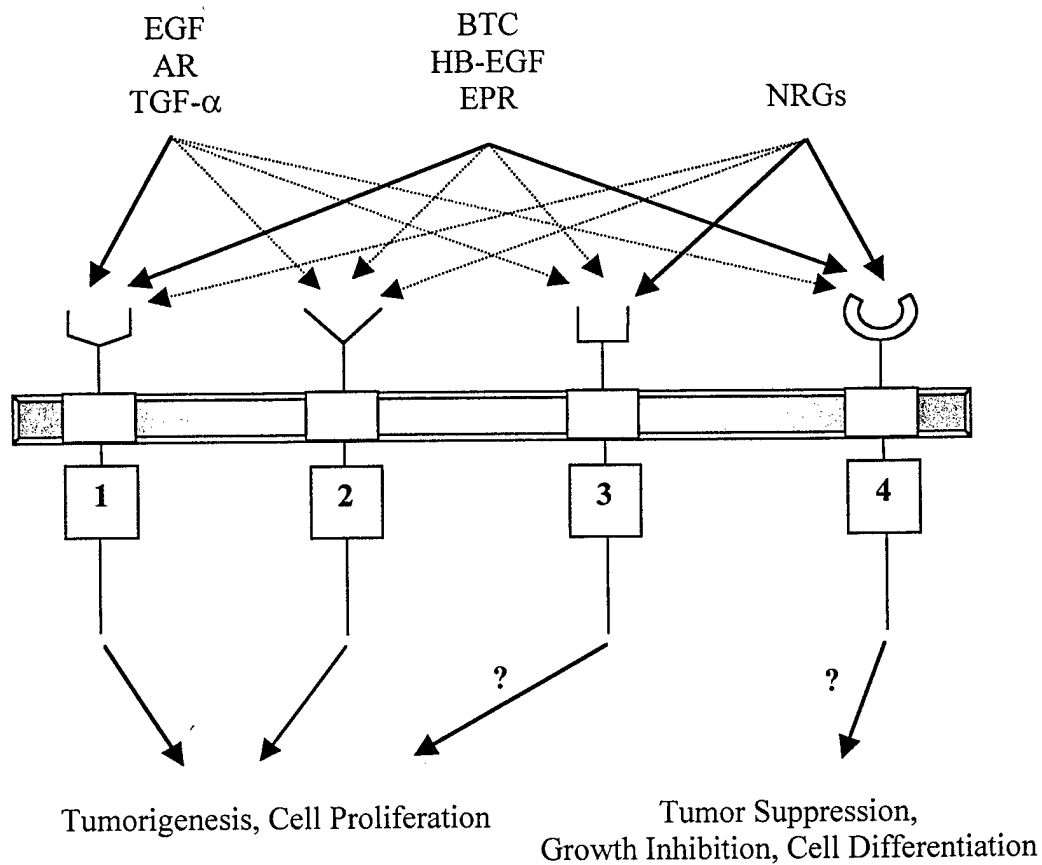 EGF
AR
TGF-α
BTC
HB-EGF
EPR
NRGs
1
2
3
4
?
?
Tumorigenesis, Cell Proliferation
Tumor Suppression,
Growth Inhibition, Cell Differentiation